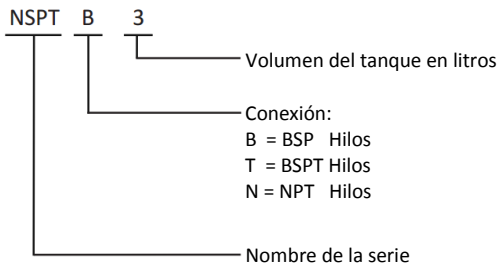 NSPT B 3
Volumen del tanque en litros
Conexión:
B = BSP Hilos
T = BSPT Hilos
N = NPT Hilos
Nombre de la serie